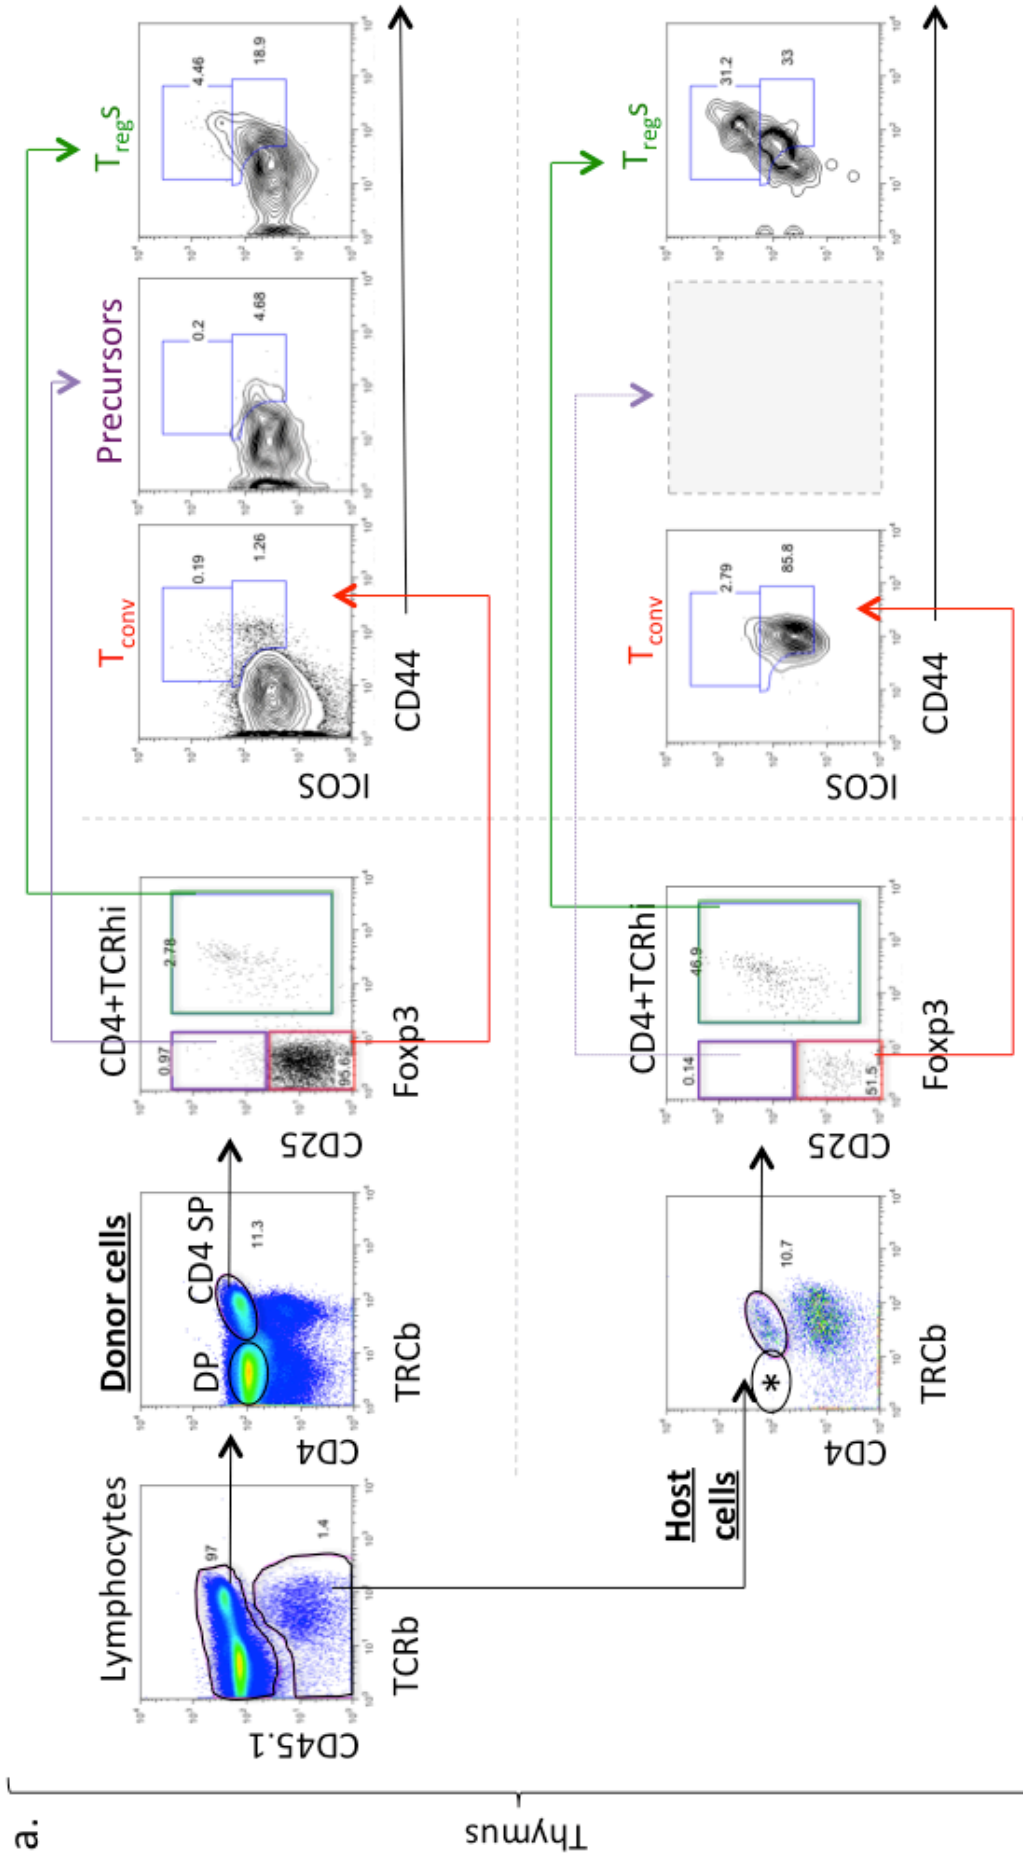 a.
Thymus
Lymphocytes
97
1.4
CD45.1
TCRb
Donor cells
DP
CD4 SP
11.3
CD4
TRCb
CD4+TCRhi
0.97
2.78
CD25
Foxp3
Tconv
0.19
1.26
ICOS
CD44
Precursors
0.2
4.68
Tregs
4.46
18.9
Host
cells
*
10.7
CD4
TRCb
CD4+TCRhi
0.14
46.9
51.5
CD25
Foxp3
Tconv
2.79
85.8
ICOS
CD44
Tregs
31.2
33